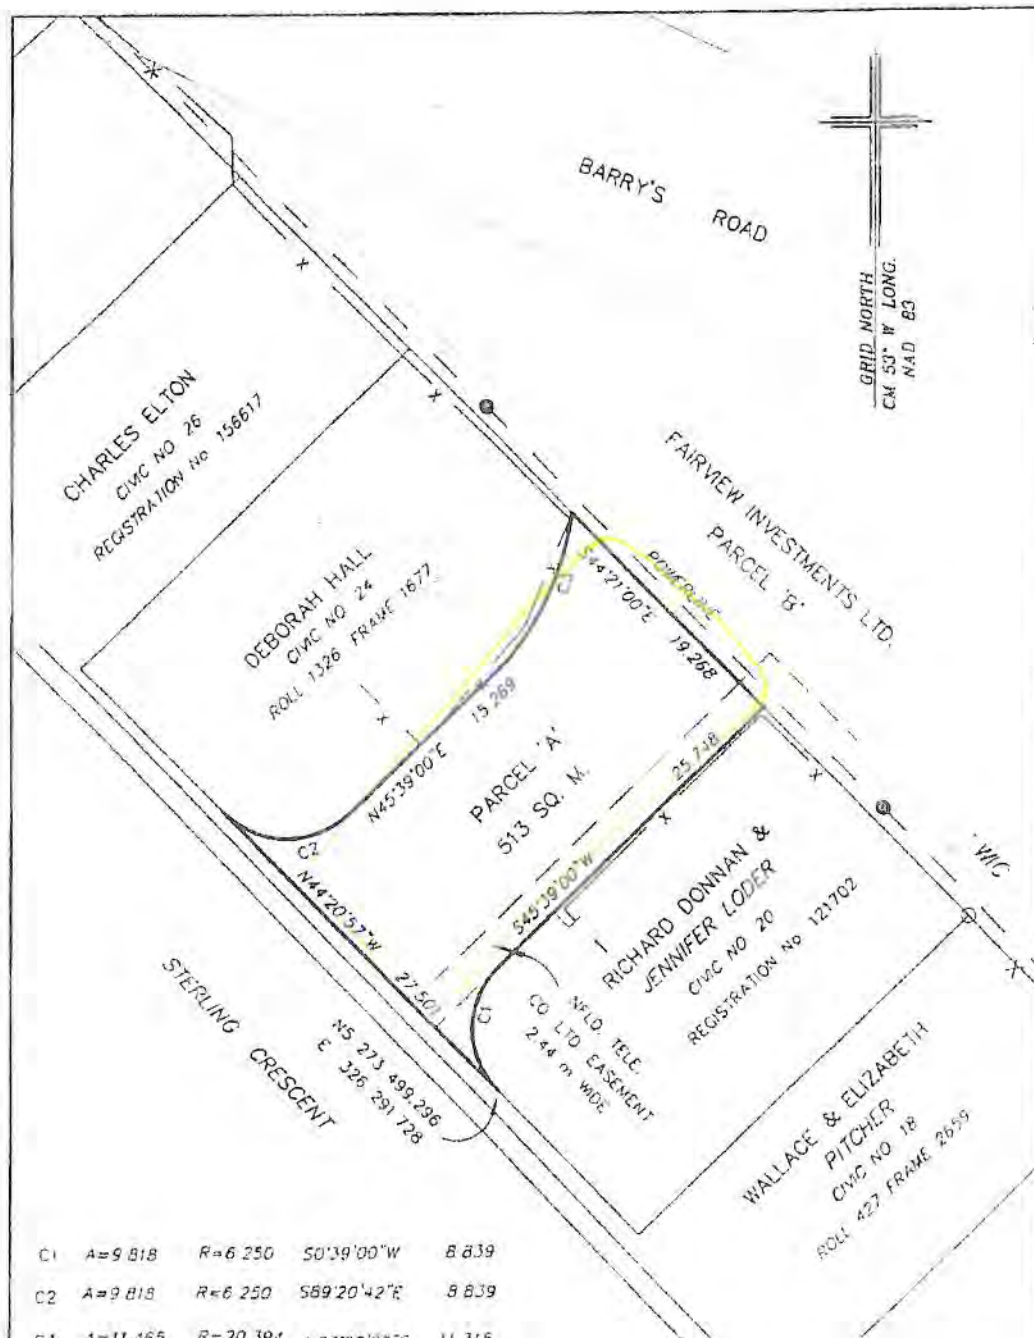 BARRY'S ROAD
GRID NORTH
CM 53° W LONG.
NAD 83
CHARLES ELTON
CIVIC NO 26
REGISTRATION No 156617
FAIRVIEW INVESTMENTS LTD.
PARCEL 'B'
POWERLINE
S44°21'00"E 19.268
DEBORAH HALL
CIVIC NO 24
ROLL 1326 FRAME 1677
N45°39'00"E 15.269
PARCEL 'A'
513 SQ. M.
25.748
S45°39'00"W
C2
N44°20'57"W 27.501
C1
RICHARD DONNAN &
JENNIFER LODER
CIVIC NO 20
REGISTRATION No 121702
NFLD. TELE.
CO LTD EASEMENT
2.44 m WIDE
STERLING CRESCENT
N5 273 499.296
E 326 291.728
WALLACE & ELIZABETH
PITCHER
CIVIC NO 18
ROLL 427 FRAME 2659
C1 A=9.818 R=6.250 S0°39'00"W 8.839
C2 A=9.818 R=6.250 S89°20'42"E 8.839
A=11.465 R=20.394